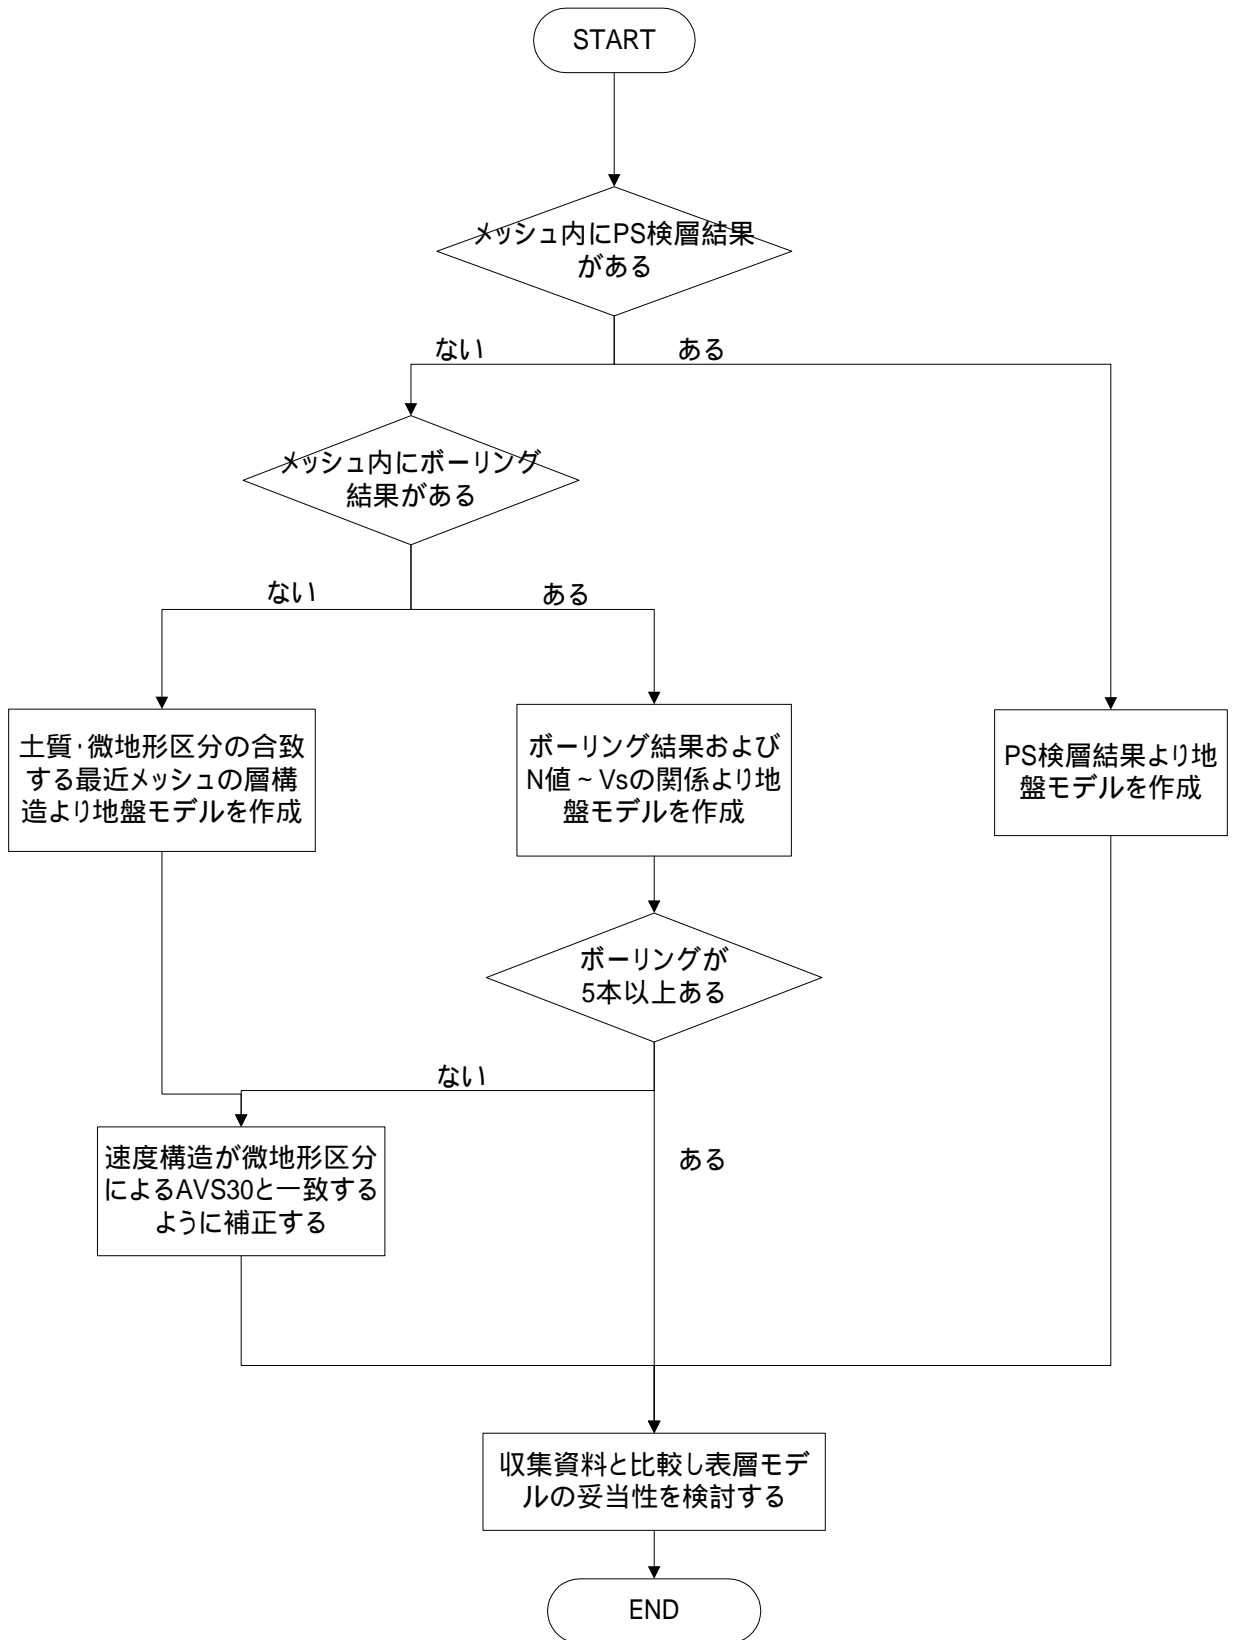 START
メッシュ内にPS検層結果
がある
ない
ある
メッシュ内にボーリング
結果がある
ない
ある
土質・微地形区分の合致
する最近メッシュの層構
造より地盤モデルを作成
ボーリング結果および
N値~Vsの関係より地
盤モデルを作成
PS検層結果より地
盤モデルを作成
ボーリングが
5本以上ある
ない
ある
速度構造が微地形区分
によるAVS30と一致する
ように補正する
収集資料と比較し表層モデ
ルの妥当性を検討する
END